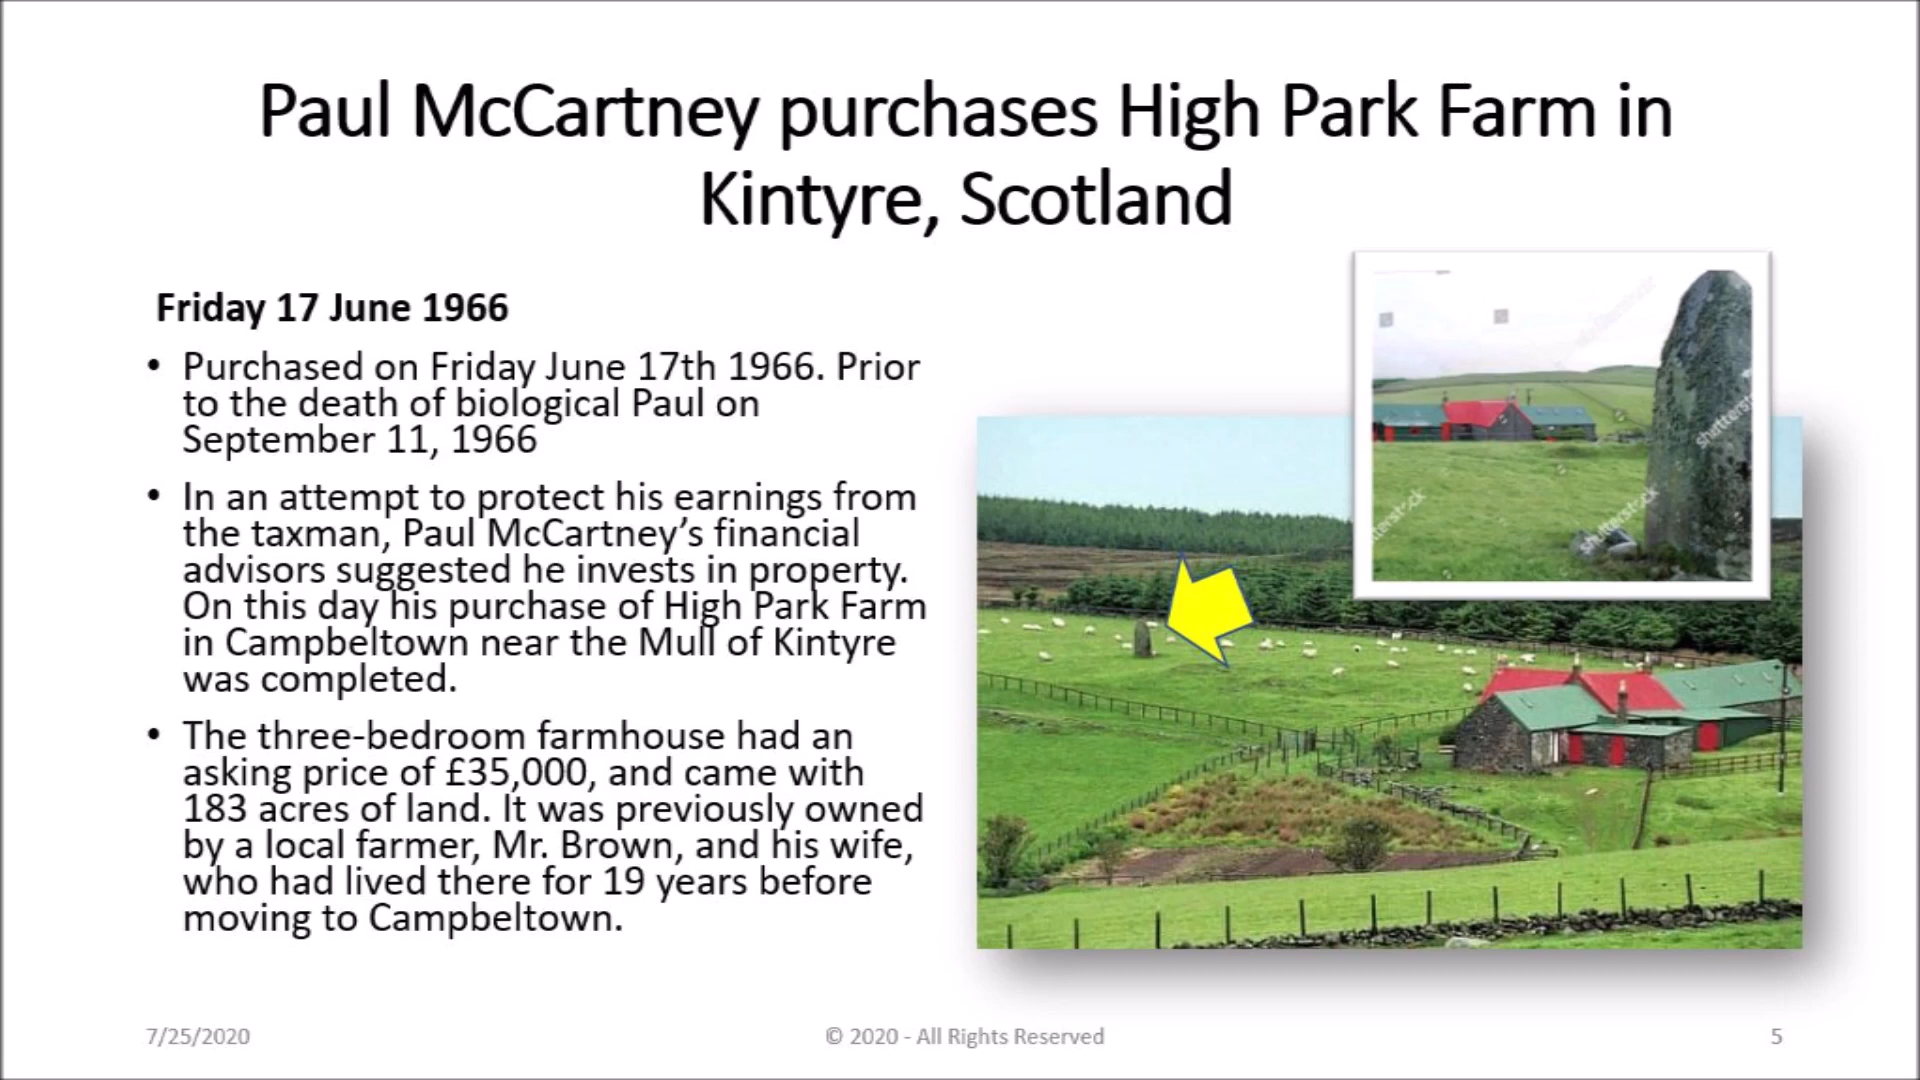 Paul McCartney purchases High Park Farm in
Kintyre, Scotland
Friday 17 June 1966
• Purchased on Friday June 17th 1966. Prior
to the death of biological Paul on
September 11, 1966
• In an attempt to protect his earnings from
the taxman, Paul McCartney’s financial
advisors suggested he invests in property.
On this day his purchase of High Park Farm
in Campbeltown near the Mull of Kintyre
was completed.
• The three-bedroom farmhouse had an
asking price of £35,000, and came with
183 acres of land. It was previously owned
by a local farmer, Mr. Brown, and his wife,
who had lived there for 19 years before
moving to Campbeltown.
shutterstock
7/25/2020
© 2020 - All Rights Reserved
5